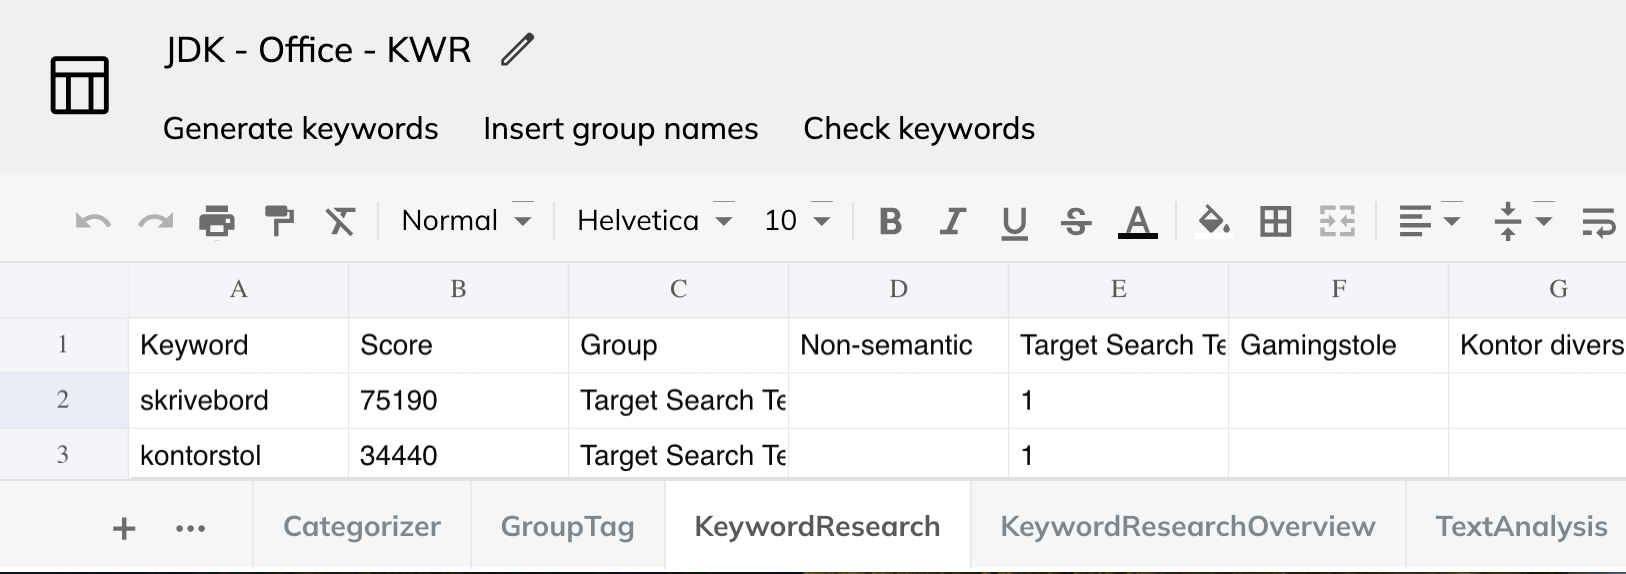 JDK - Office - KWR
Generate keywords Insert group names Check keywords
Normal Helvetica 10 B I U S A
A B C D E F G
1 Keyword Score Group Non-semantic Target Search Te Gamingstole Kontor divers
2 skrivebord 75190 Target Search Te 1
3 kontorstol 34440 Target Search Te 1
+ ... Categorizer GroupTag KeywordResearch KeywordResearchOverview TextAnalysis